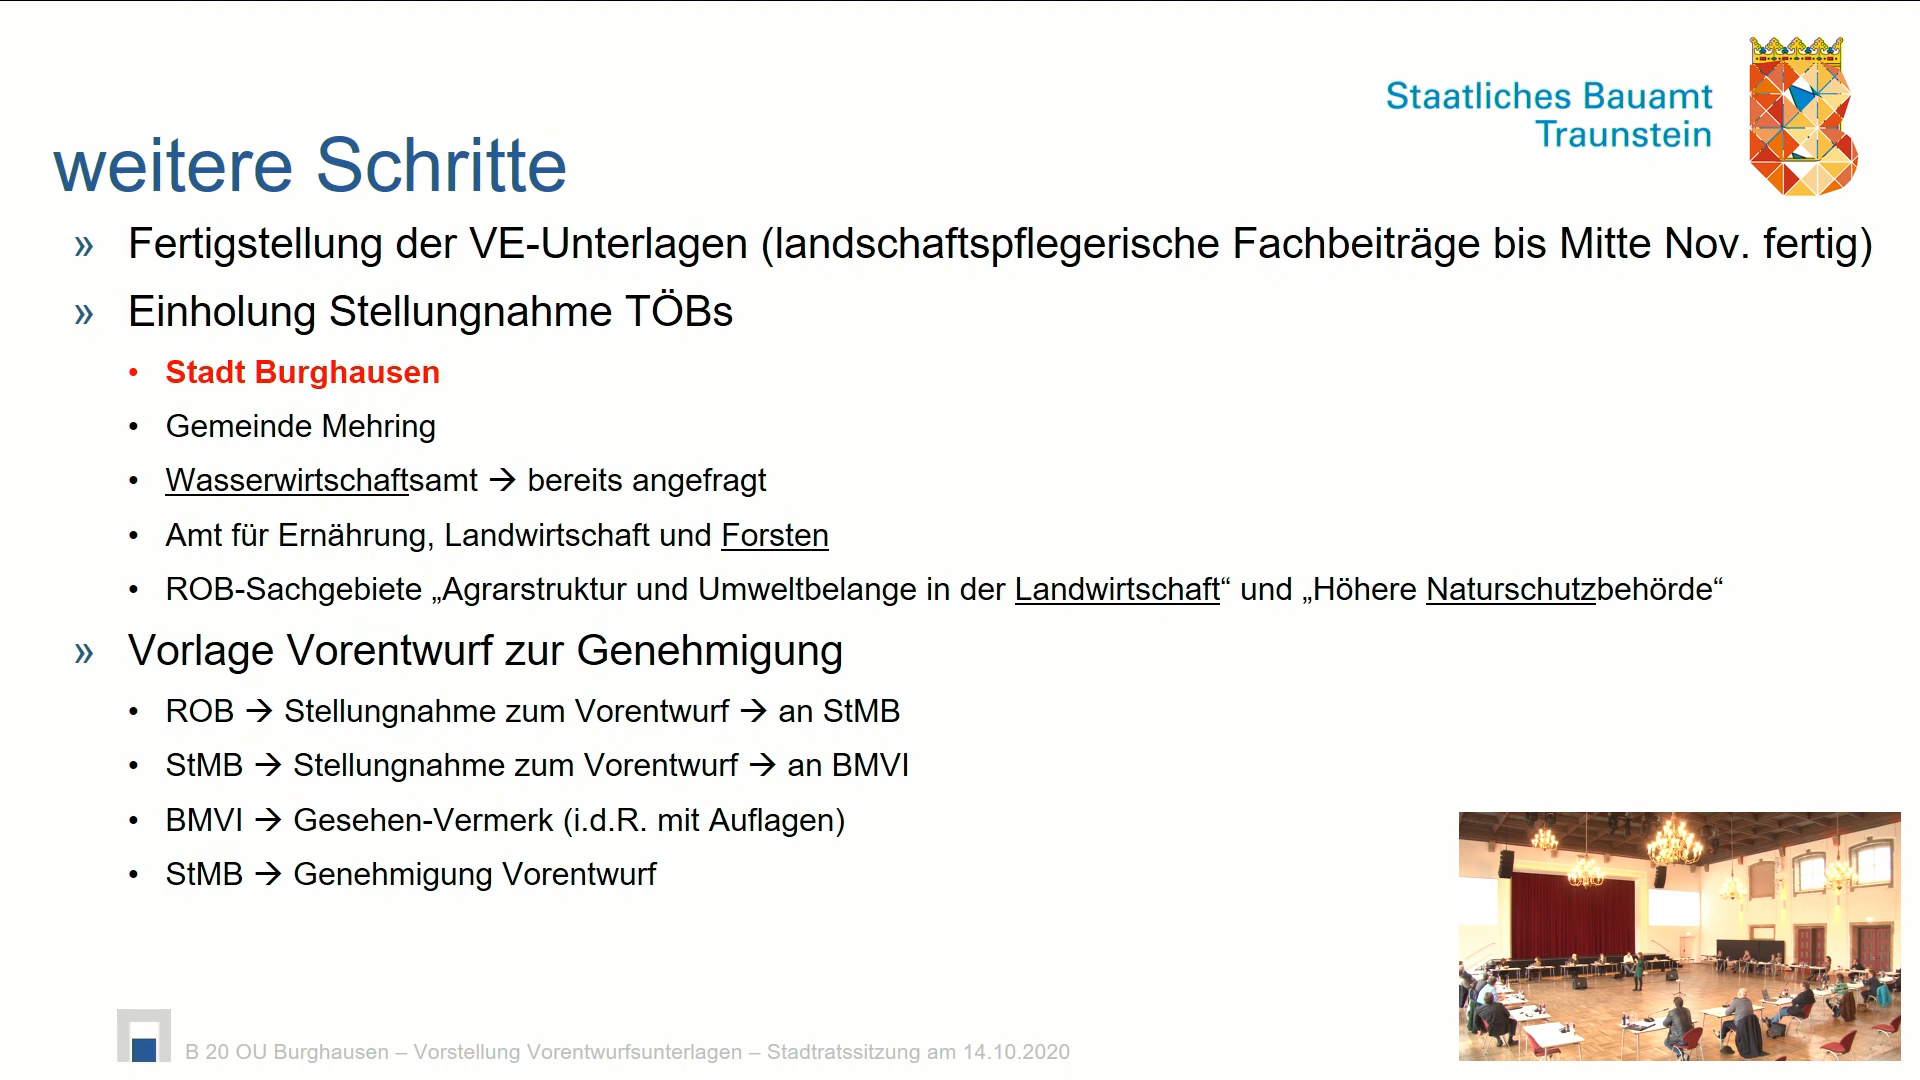 Staatliches Bauamt
Traunstein
weitere Schritte
» Fertigstellung der VE-Unterlagen (landschaftspflegerische Fachbeiträge bis Mitte Nov. fertig)
» Einholung Stellungnahme TÖBs
• Stadt Burghausen
• Gemeinde Mehring
• Wasserwirtschaftsamt → bereits angefragt
• Amt für Ernährung, Landwirtschaft und Forsten
• ROB-Sachgebiete „Agrarstruktur und Umweltbelange in der Landwirtschaft“ und „Höhere Naturschutzbehörde“
» Vorlage Vorentwurf zur Genehmigung
• ROB → Stellungnahme zum Vorentwurf → an StMB
• StMB → Stellungnahme zum Vorentwurf → an BMVI
• BMVI → Gesehen-Vermerk (i.d.R. mit Auflagen)
• StMB → Genehmigung Vorentwurf
B 20 OU Burghausen – Vorstellung Vorentwurfsunterlagen – Stadtratssitzung am 14.10.2020